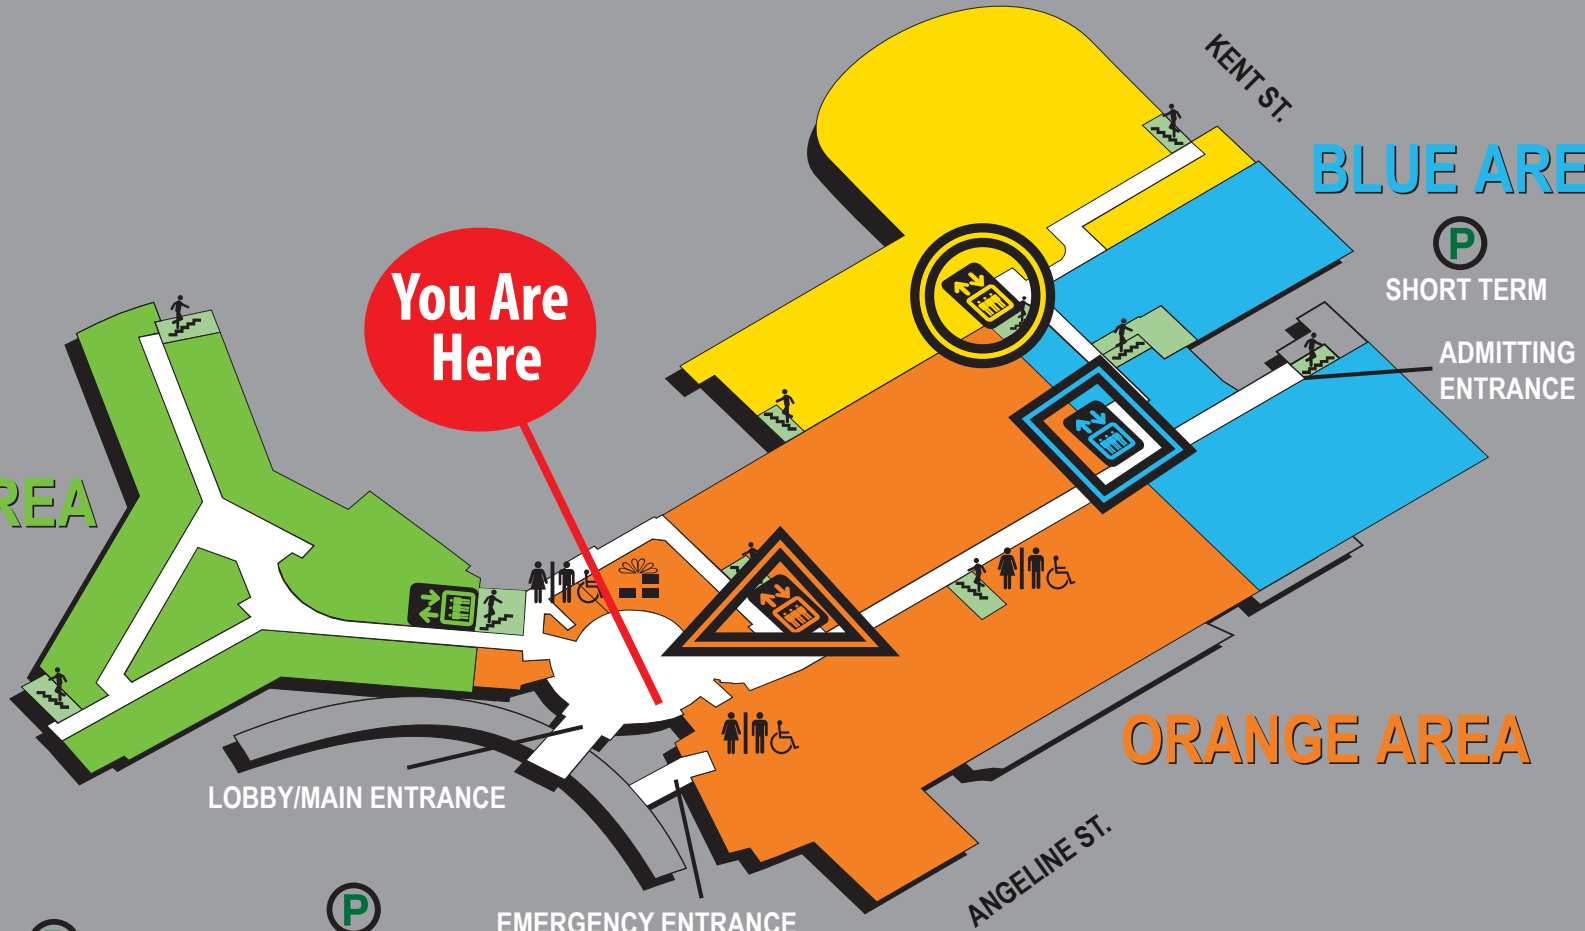 KENT ST.
BLUE ARE
P
SHORT TERM
You Are
Here
ADMITTING
ENTRANCE
REA
ORANGE AREA
LOBBY/MAIN ENTRANCE
ANGELINE ST.
P
EMERGENCY ENTRANCE